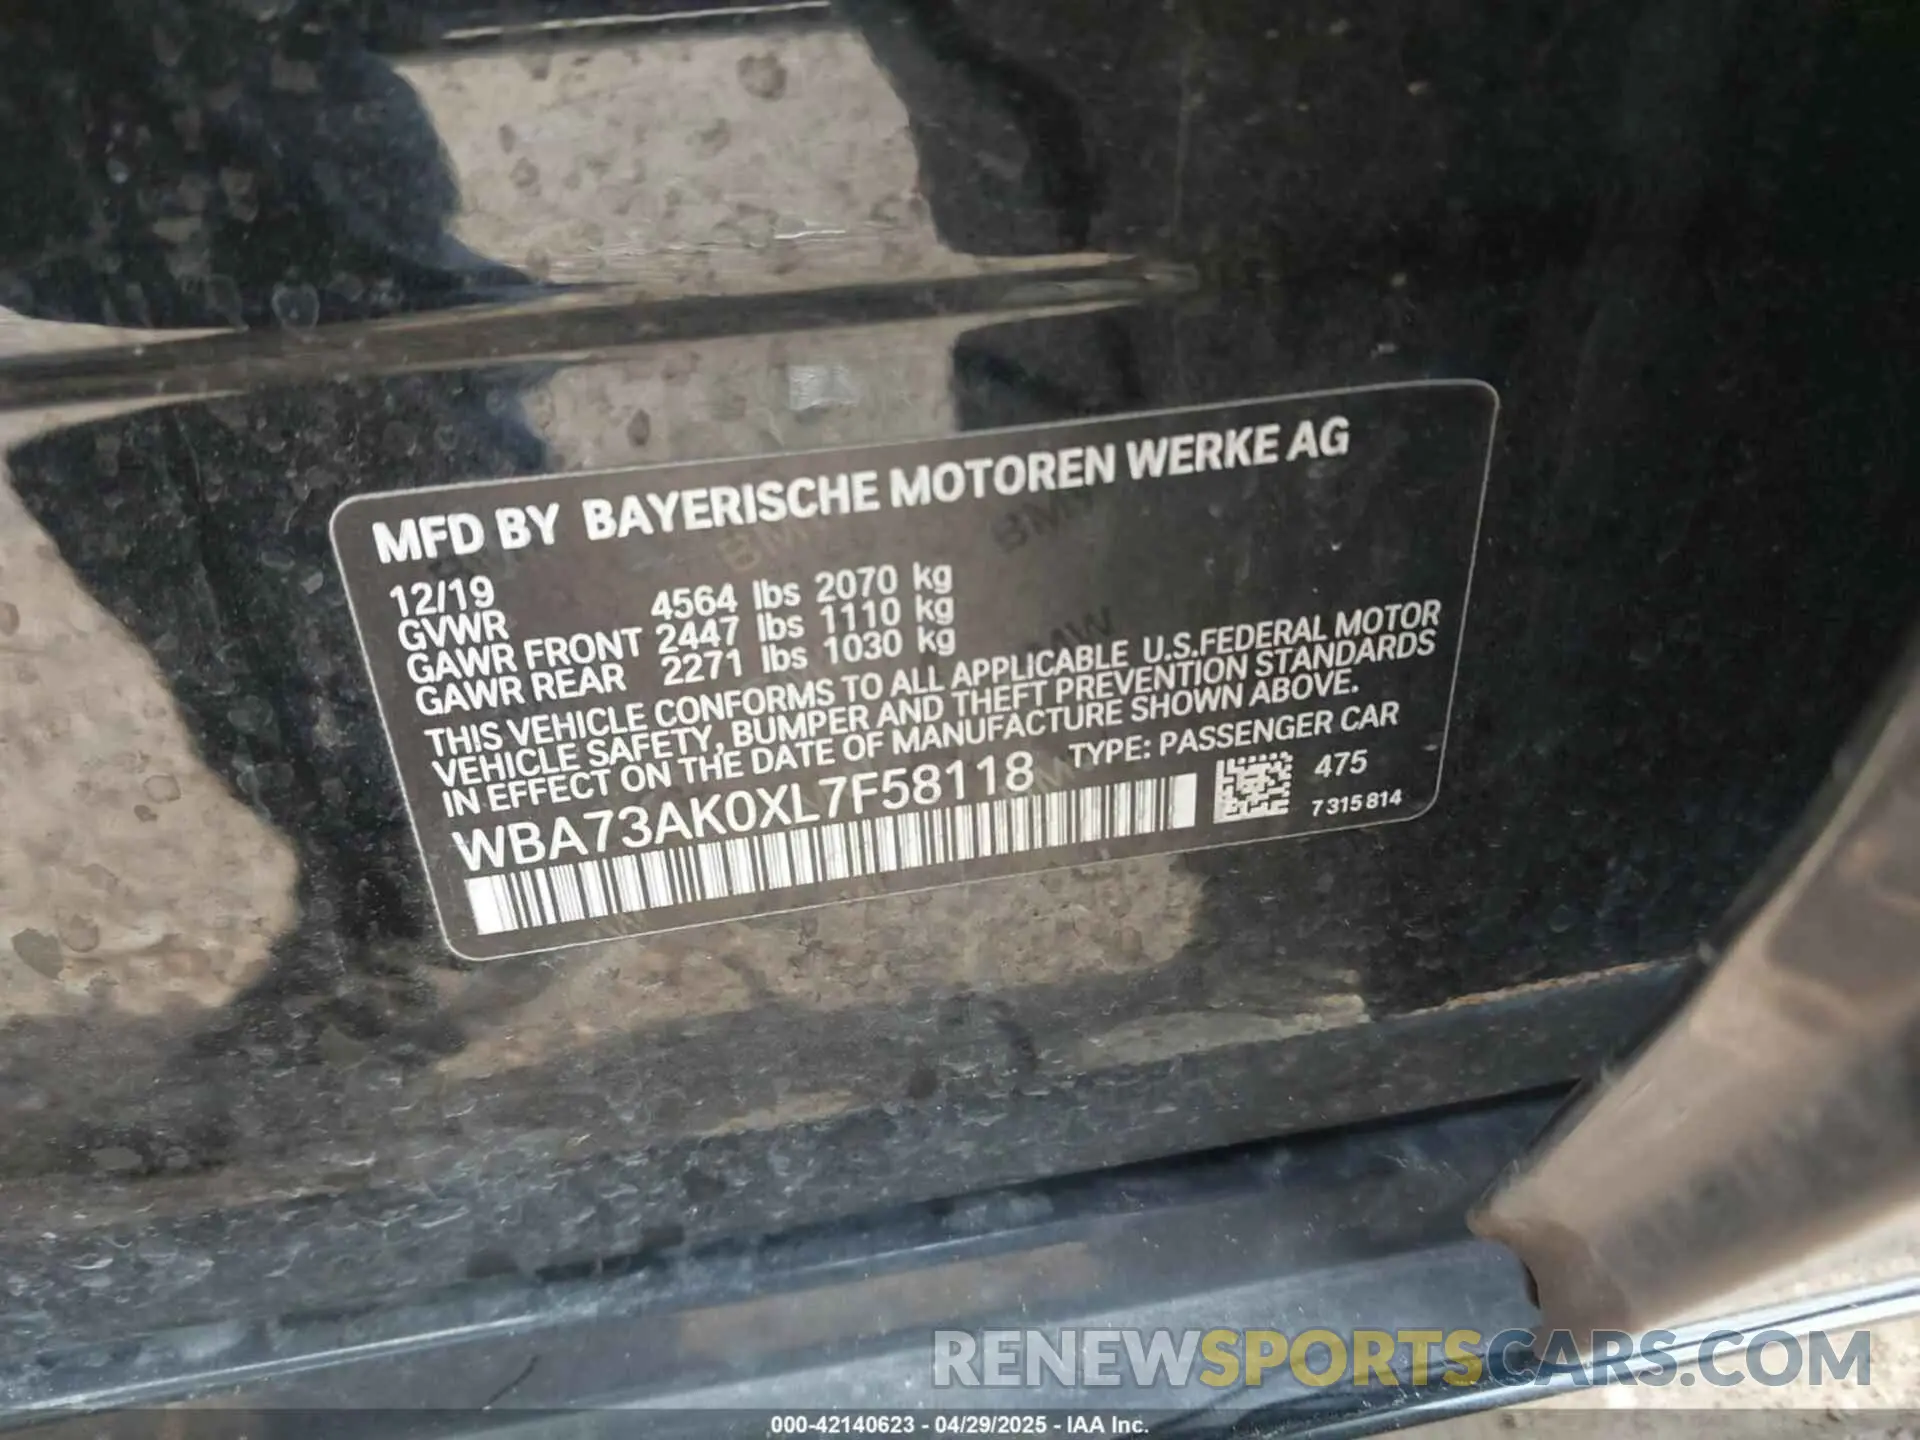 MFD BY BAYERISCHE MOTOREN WERKE AG
12/19
GVWR 4564 lbs 2070 kg
GAWR FRONT 2447 lbs 1110 kg
GAWR REAR 2271 lbs 1030 kg
THIS VEHICLE CONFORMS TO ALL APPLICABLE U.S.FEDERAL MOTOR
VEHICLE SAFETY, BUMPER AND THEFT PREVENTION STANDARDS
IN EFFECT ON THE DATE OF MANUFACTURE SHOWN ABOVE.
WBA73AK0XL7F58118 TYPE: PASSENGER CAR
475
7 315 814
RENEWSPORTSCARS.COM
000-42140623 - 04/29/2025 - IAA Inc.